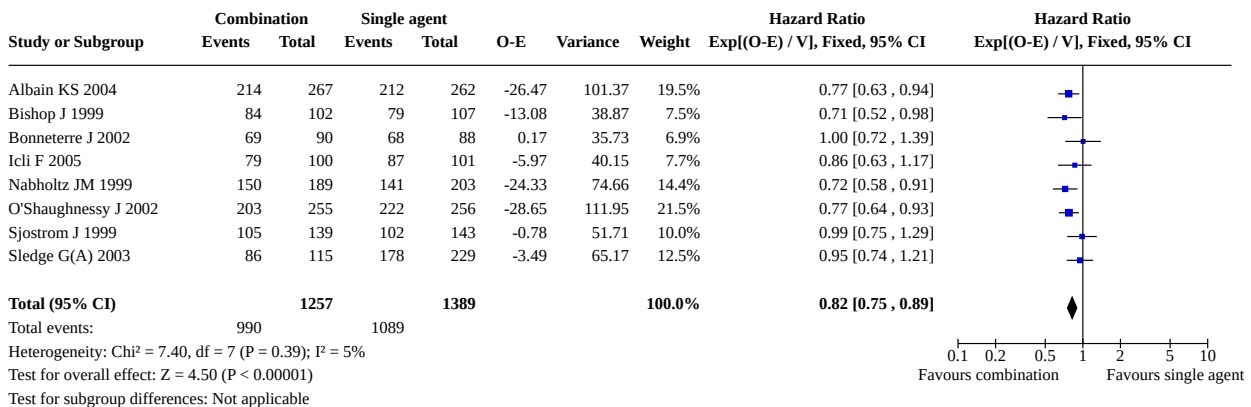 Combination Single agent Hazard Ratio Hazard Ratio
Study or Subgroup Events Total Events Total O-E Variance Weight Exp[(O-E) / V], Fixed, 95% CI Exp[(O-E) / V], Fixed, 95% CI
Albain KS 2004 214 267 212 262 -26.47 101.37 19.5% 0.77 [0.63 , 0.94]
Bishop J 1999 84 102 79 107 -13.08 38.87 7.5% 0.71 [0.52 , 0.98]
Bonneterre J 2002 69 90 68 88 0.17 35.73 6.9% 1.00 [0.72 , 1.39]
Icli F 2005 79 100 87 101 -5.97 40.15 7.7% 0.86 [0.63 , 1.17]
Nabholtz JM 1999 150 189 141 203 -24.33 74.66 14.4% 0.72 [0.58 , 0.91]
O'Shaughnessy J 2002 203 255 222 256 -28.65 111.95 21.5% 0.77 [0.64 , 0.93]
Sjostrom J 1999 105 139 102 143 -0.78 51.71 10.0% 0.99 [0.75 , 1.29]
Sledge G(A) 2003 86 115 178 229 -3.49 65.17 12.5% 0.95 [0.74 , 1.21]
Total (95% CI) 1257 1389 100.0% 0.82 [0.75 , 0.89]
Total events: 990 1089
Heterogeneity: Chi² = 7.40, df = 7 (P = 0.39); I² = 5%
0.1 0.2 0.5 1 2 5 10
Test for overall effect: Z = 4.50 (P < 0.00001)
Favours combination Favours single agent
Test for subgroup differences: Not applicable